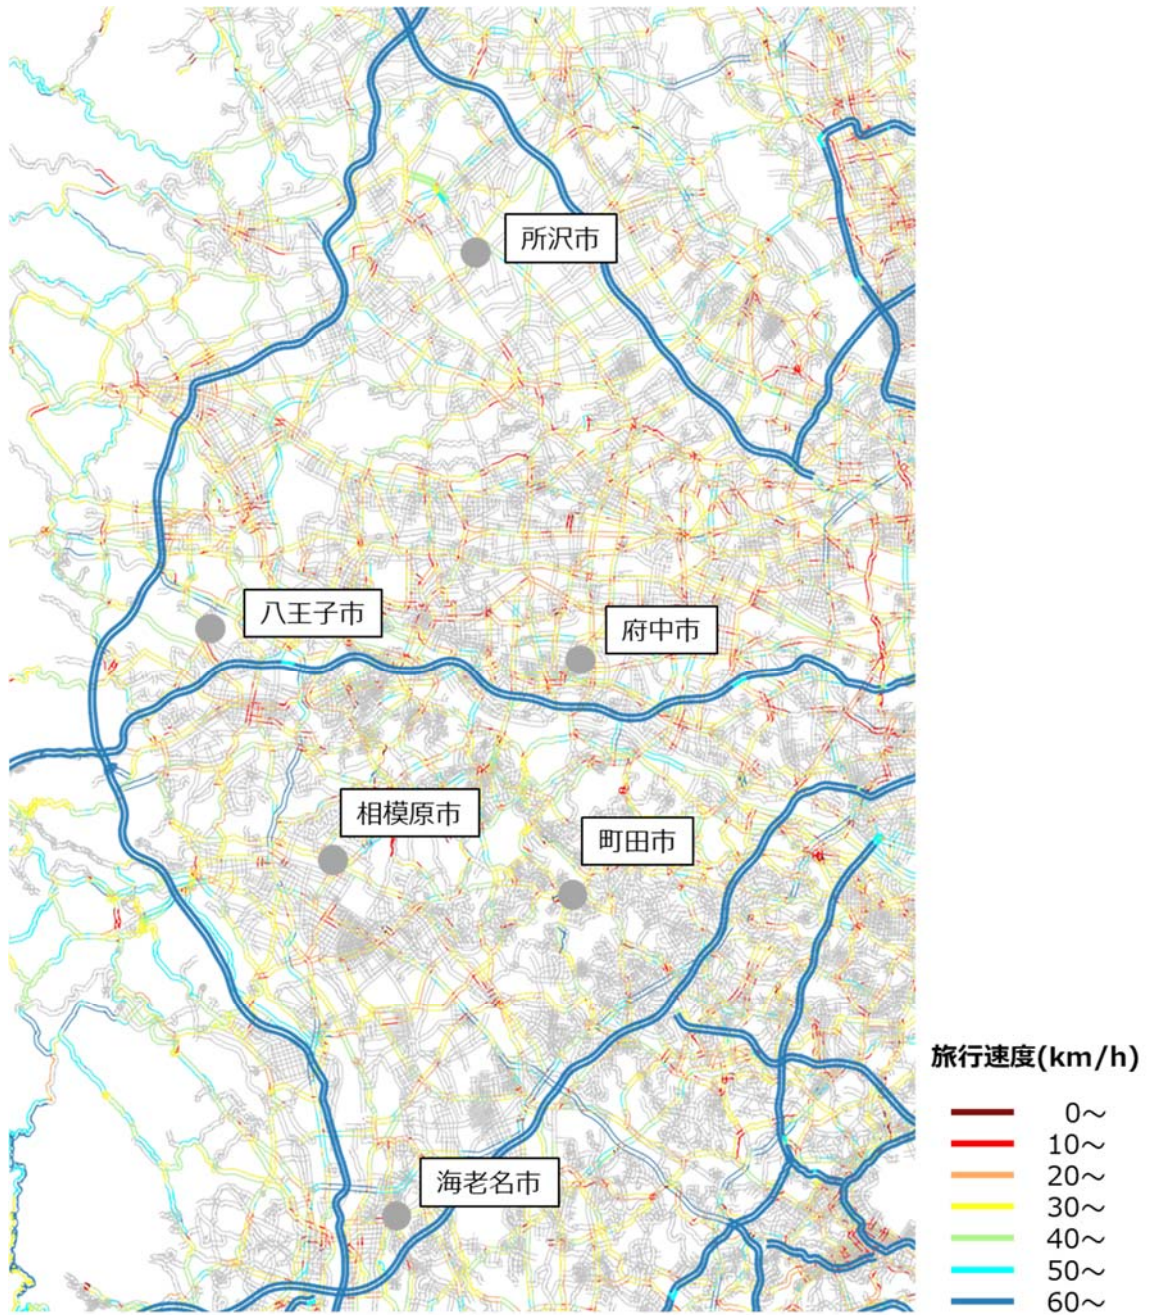 所沢市
八王子市
府中市
相模原市
町田市
海老名市
旅行速度(km/h)
0～
10～
20～
30～
40～
50～
60～